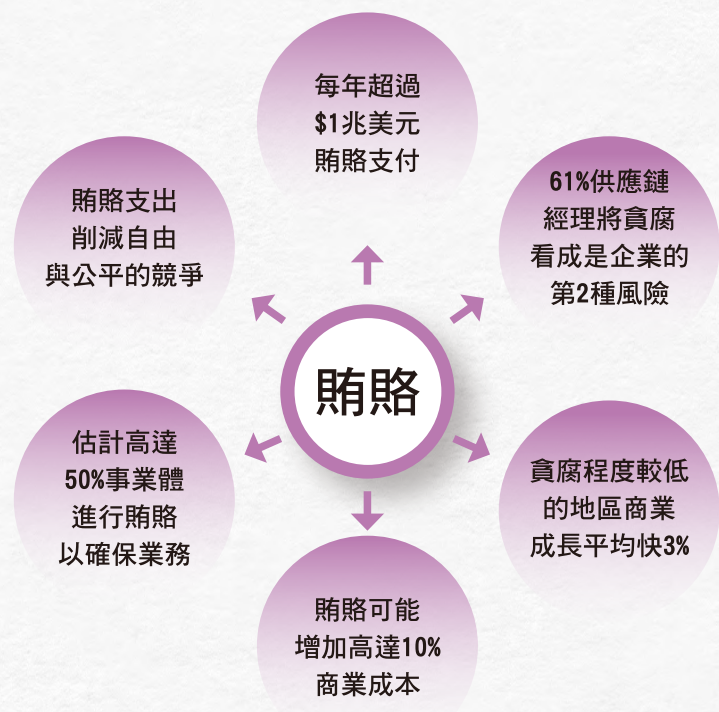 每年超過
$1兆美元
賄賂支付
61%供應鏈
經理將貪腐
看成是企業的
第2種風險
貪腐程度較低
的地區商業
成長平均快3%
賄賂可能
增加高達10%
商業成本
估計高達
50%事業體
進行賄賂
以確保業務
賄賂支出
削減自由
與公平的競爭
賄賂